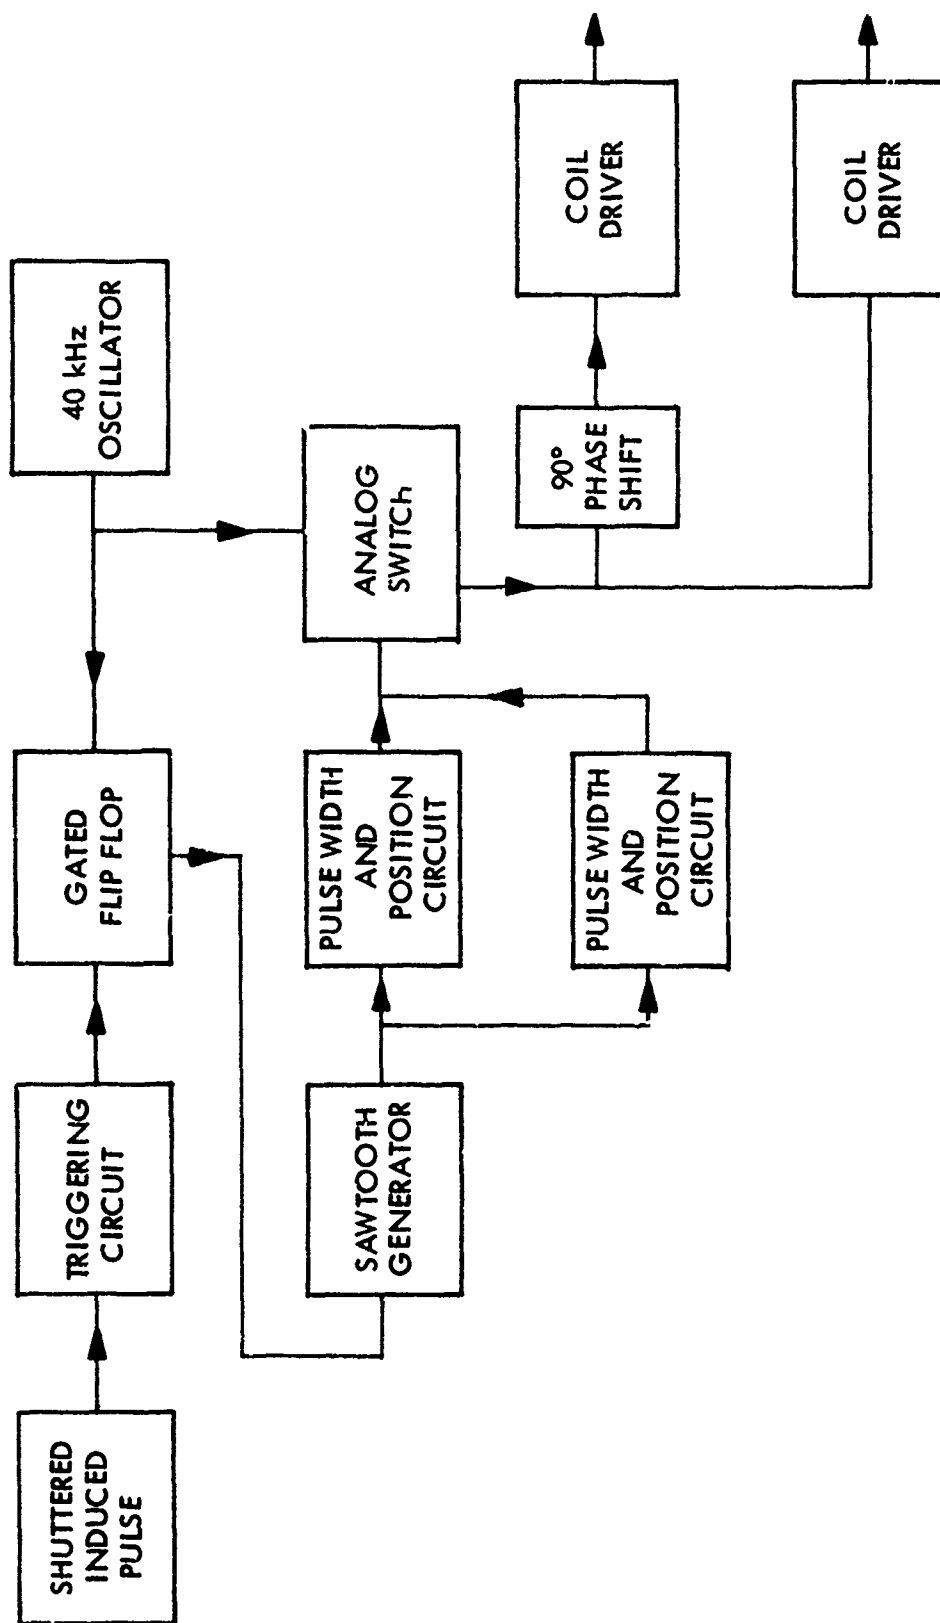 SHUTTERED
INDUCED
PULSE
TRIGGERING
CIRCUIT
GATED
FLIP FLOP
40 kHz
OSCILLATOR
SAWTOOTH
GENERATOR
PULSE WIDTH
AND
POSITION
CIRCUIT
ANALOG
SWITCh
PULSE WIDTH
AND
POSITION
CIRCUIT
90°
PHASE
SHIFT
COIL
DRIVER
COIL
DRIVER